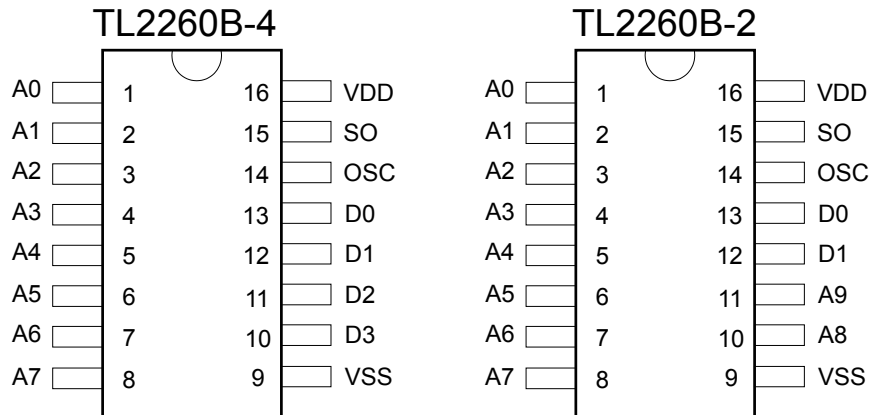 TL2260B-4 TL2260B-2
A0 1 16 VDD A0 1 16 VDD
A1 2 15 SO A1 2 15 SO
A2 3 14 OSC A2 3 14 OSC
A3 4 13 D0 A3 4 13 D0
A4 5 12 D1 A4 5 12 D1
A5 6 11 D2 A5 6 11 A9
A6 7 10 D3 A6 7 10 A8
A7 8 9 VSS A7 8 9 VSS